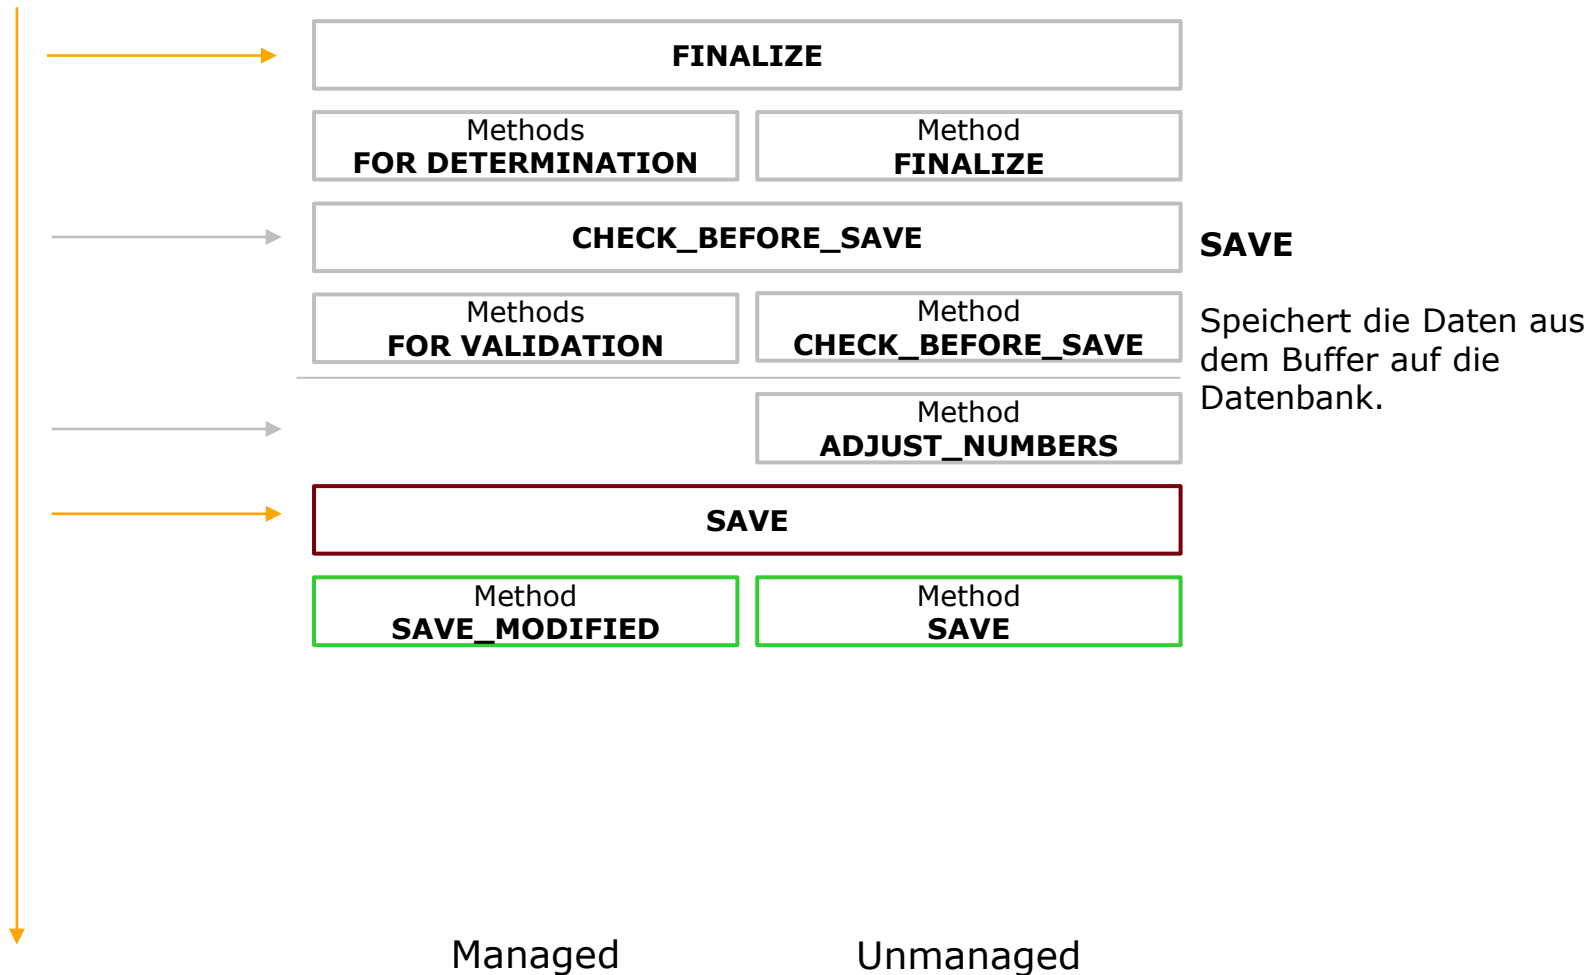 FINALIZE
Methods
FOR DETERMINATION
Method
FINALIZE
CHECK_BEFORE_SAVE
Methods
FOR VALIDATION
Method
CHECK_BEFORE_SAVE
Method
ADJUST_NUMBERS
SAVE
Method
SAVE_MODIFIED
Method
SAVE
SAVE
Speichert die Daten aus
dem Buffer auf die
Datenbank.
Managed
Unmanaged